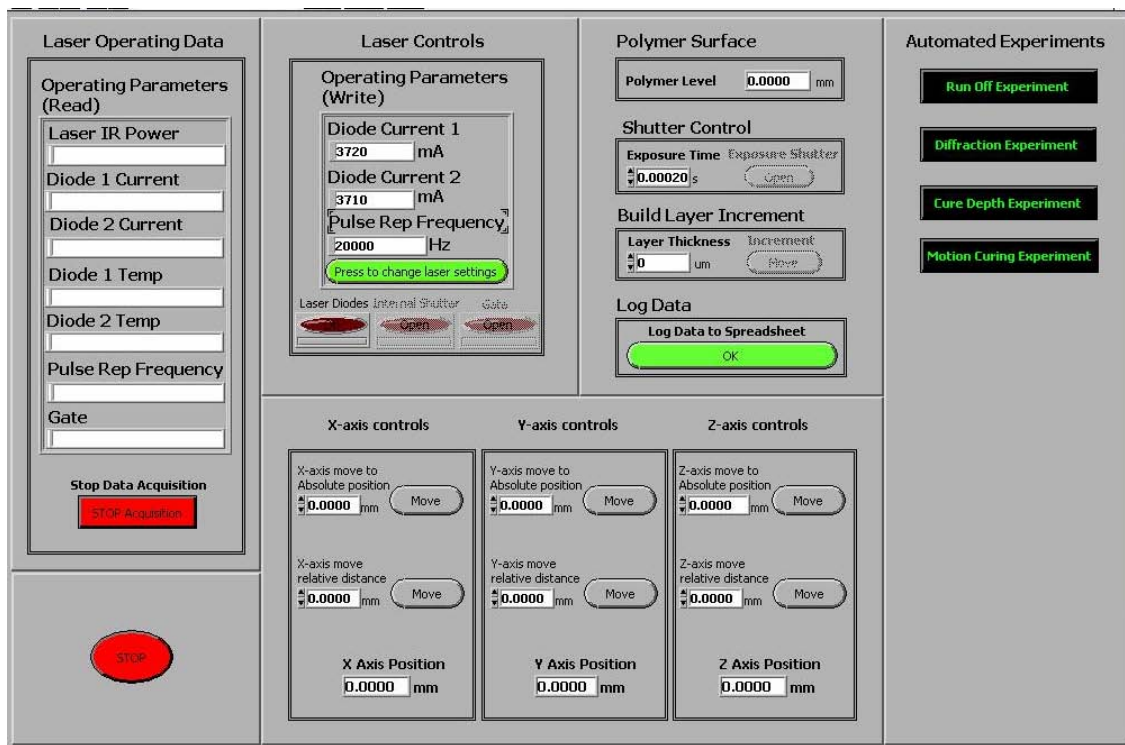 Laser Operating Data
Operating Parameters
(Read)
Laser IR Power
Diode 1 Current
Diode 2 Current
Diode 1 Temp
Diode 2 Temp
Pulse Rep Frequency
Gate
Stop Data Acquisition
STOP Acquisition
STOP
Laser Controls
Operating Parameters
(Write)
Diode Current 1
3720 mA
Diode Current 2
3710 mA
Pulse Rep Frequency
20000 Hz
Press to change laser settings
Laser Diodes Internal Shutter Gate
Open Open
Polymer Surface
Polymer Level 0.0000 mm
Shutter Control
Exposure Time Exposure Shutter
0.00020 s Open
Build Layer Increment
Layer Thickness Increment
0 um Move
Log Data
Log Data to Spreadsheet
OK
Automated Experiments
Run Off Experiment
Diffraction Experiment
Cure Depth Experiment
Motion Curing Experiment
X-axis controls
X-axis move to
Absolute position
0.0000 mm Move
X-axis move
relative distance
0.0000 mm Move
X Axis Position
0.0000 mm
Y-axis controls
Y-axis move to
Absolute position
0.0000 mm Move
Y-axis move
relative distance
0.0000 mm Move
Y Axis Position
0.0000 mm
Z-axis controls
Z-axis move to
Absolute position
0.0000 mm Move
Z-axis move
relative distance
0.0000 mm Move
Z Axis Position
0.0000 mm